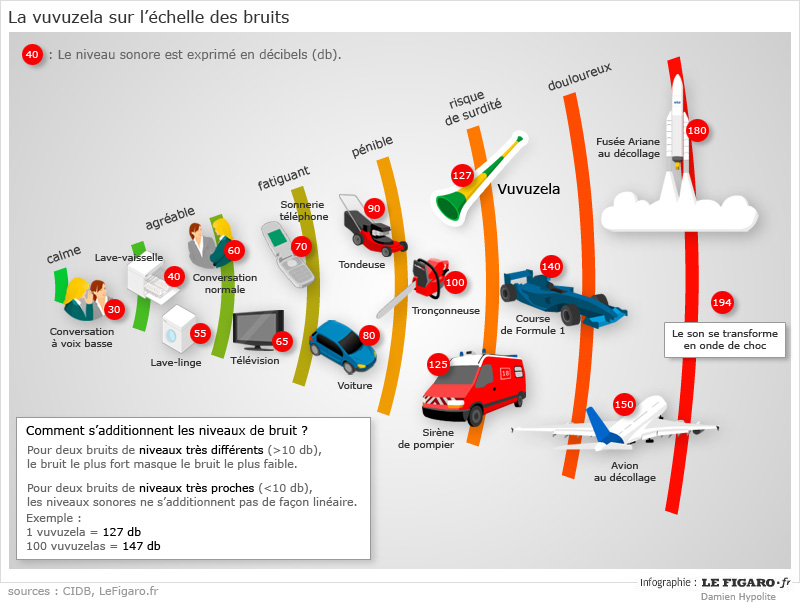 La vuvuzela sur l'échelle des bruits
40 : Le niveau sonore est exprimé en décibels (db).
calme
agréable
fatiguant
pénible
risque
de surdité
douloureux
30
Conversation
à voix basse
Lave-vaisselle
40
55
Lave-linge
60
Conversation
normale
65
Télévision
Sonnerie
téléphone
70
80
Voiture
90
Tondeuse
100
Tronçonneuse
125
Sirène
de pompier
18
127
Vuvuzela
140
Course
de Formule 1
150
Avion
au décollage
Fusée Ariane
au décollage
180
194
Le son se transforme
en onde de choc
Comment s'additionnent les niveaux de bruit ?
Pour deux bruits de niveaux très différents (>10 db),
le bruit le plus fort masque le bruit le plus faible.
Pour deux bruits de niveaux très proches (<10 db),
les niveaux sonores ne s'additionnent pas de façon linéaire.
Exemple :
1 vuvuzela = 127 db
100 vuvuzelas = 147 db
sources : CIDB, LeFigaro.fr
Infographie : LE FIGARO·fr
Damien Hypolite